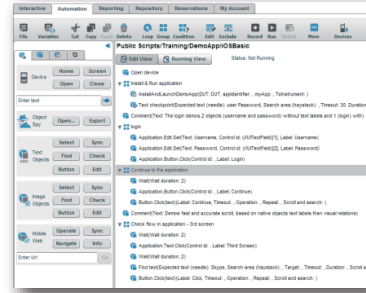 Interactive Automation Reporting Repository Reservations My Account
File Variables Cut Copy Paste Delete Loop Group Condition Edit Exclude Record Run More Devices
Public Scripts/Training/DemoApp/iOSBasic
Edit View Running View Status: Not Running
Device
Home Screen
Open Close
Enter text
Object Spy
Open... Export
Text Objects
Select Sync
Find Check
Button Edit
Image Objects
Select Sync
Find Check
Button Edit
Mobile Web
Operate Sync
Navigate Info
Enter Url
Open device
Install & Run application
InstallAndLaunchDemoApp(DUT: DUT, appIdentifier: , myApp: , ToInstrument: )
Text checkpoint(Expected text (needle): user Password, Search area (haystack): , Timeout: 30, Duration
Comment(Text: The login demos 2 objects (username and password) without text labels and 1 (login) with)
login
Application.Edit.Set(Text: Username, Control id: //UITextField[1], Label: Username)
Application.Edit.Set(Text: Password, Control id: //UITextField[2], Label: Password)
Application.Button.Click(Control id: , Label: Login)
Continue to the application
Wait(Wait duration: 2)
Application.Button.Click(Control id: , Label: Continue)
Button.Click(text)(Label: Continue, Timeout: , Operation: , Repeat: , Scroll and search: )
Comment(Text: Demos fast and accurate scroll, based on native objects text labels then visual relations)
Check flow in application - 3rd screen
Wait(Wait duration: 2)
Application.Text.Click(Control id: , Label: Third Screen)
Wait(Wait duration: 2)
Find text(Expected text (needle): Skype, Search area (haystack): , Target: , Timeout: , Duration: , Scroll a
Button.Click(text)(Label: Click, Timeout: , Operation: , Repeat: , Scroll and search: )